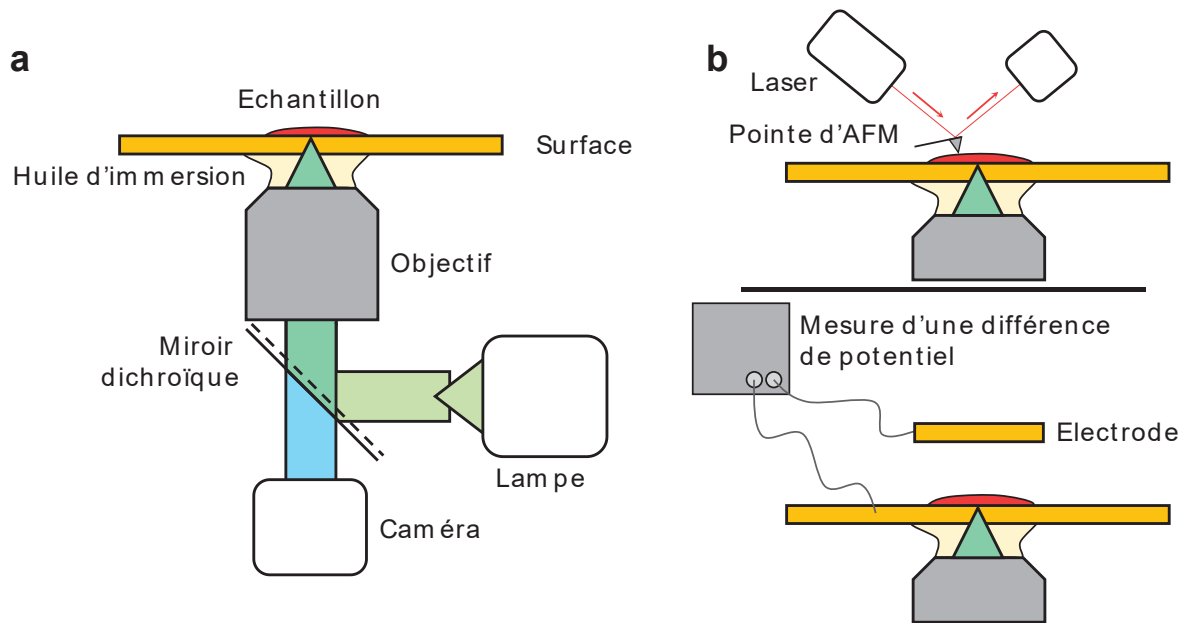 a
Echantillon
Surface
Huile d'immersion
Objectif
Miroir
dichroïque
Lampe
Caméra
b
Laser
Pointe d'AFM
Mesure d'une différence
de potentiel
Electrode